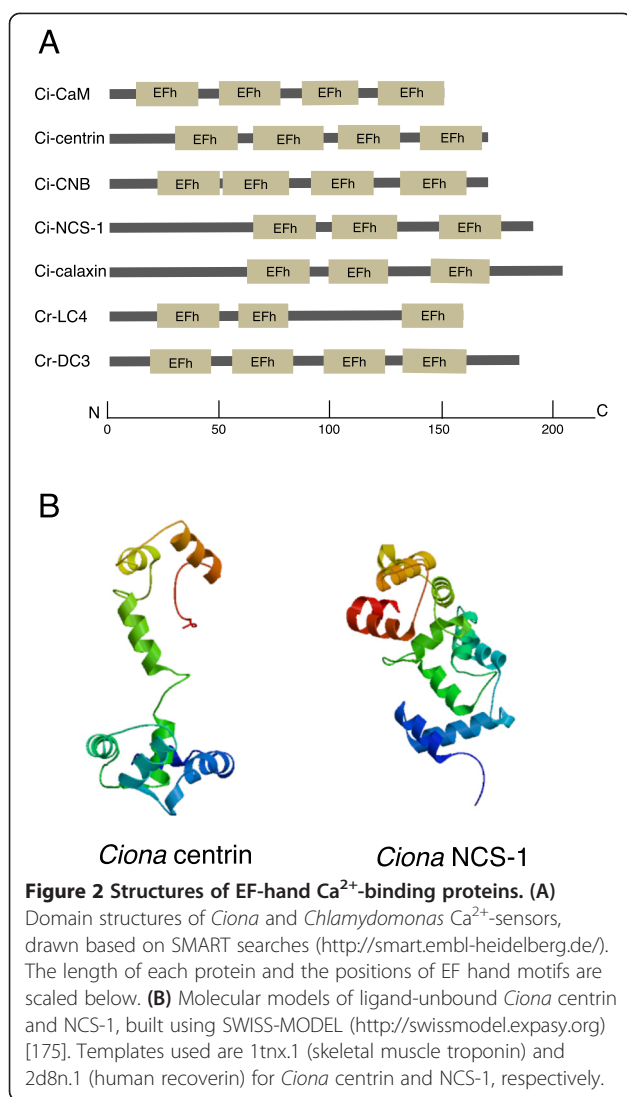 A
Ci-CaM EFh EFh EFh EFh
Ci-centrin EFh EFh EFh EFh
Ci-CNB EFh EFh EFh EFh
Ci-NCS-1 EFh EFh EFh
Ci-calaxin EFh EFh EFh
Cr-LC4 EFh EFh EFh
Cr-DC3 EFh EFh EFh EFh
N C
0 50 100 150 200
B
Ciona centrin Ciona NCS-1
Figure 2 Structures of EF-hand Ca²⁺-binding proteins. (A)
Domain structures of Ciona and Chlamydomonas Ca²⁺-sensors,
drawn based on SMART searches (http://smart.embl-heidelberg.de/).
The length of each protein and the positions of EF hand motifs are
scaled below. (B) Molecular models of ligand-unbound Ciona centrin
and NCS-1, built using SWISS-MODEL (http://swissmodel.expasy.org)
[175]. Templates used are 1tnx.1 (skeletal muscle troponin) and
2d8n.1 (human recoverin) for Ciona centrin and NCS-1, respectively.